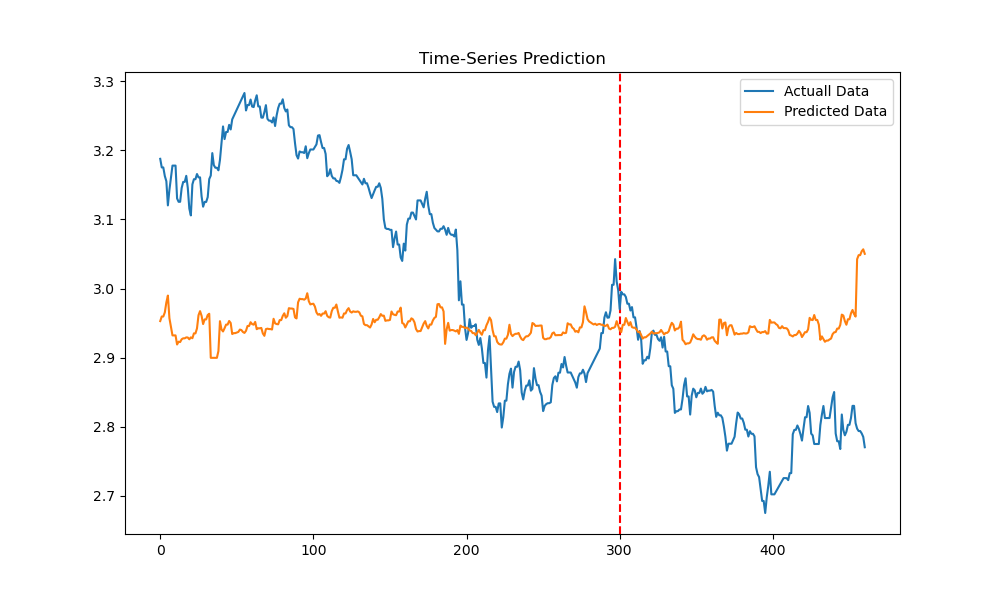 Time-Series Prediction
Actuall Data
Predicted Data
3.3
3.2
3.1
3.0
2.9
2.8
2.7
0 100 200 300 400